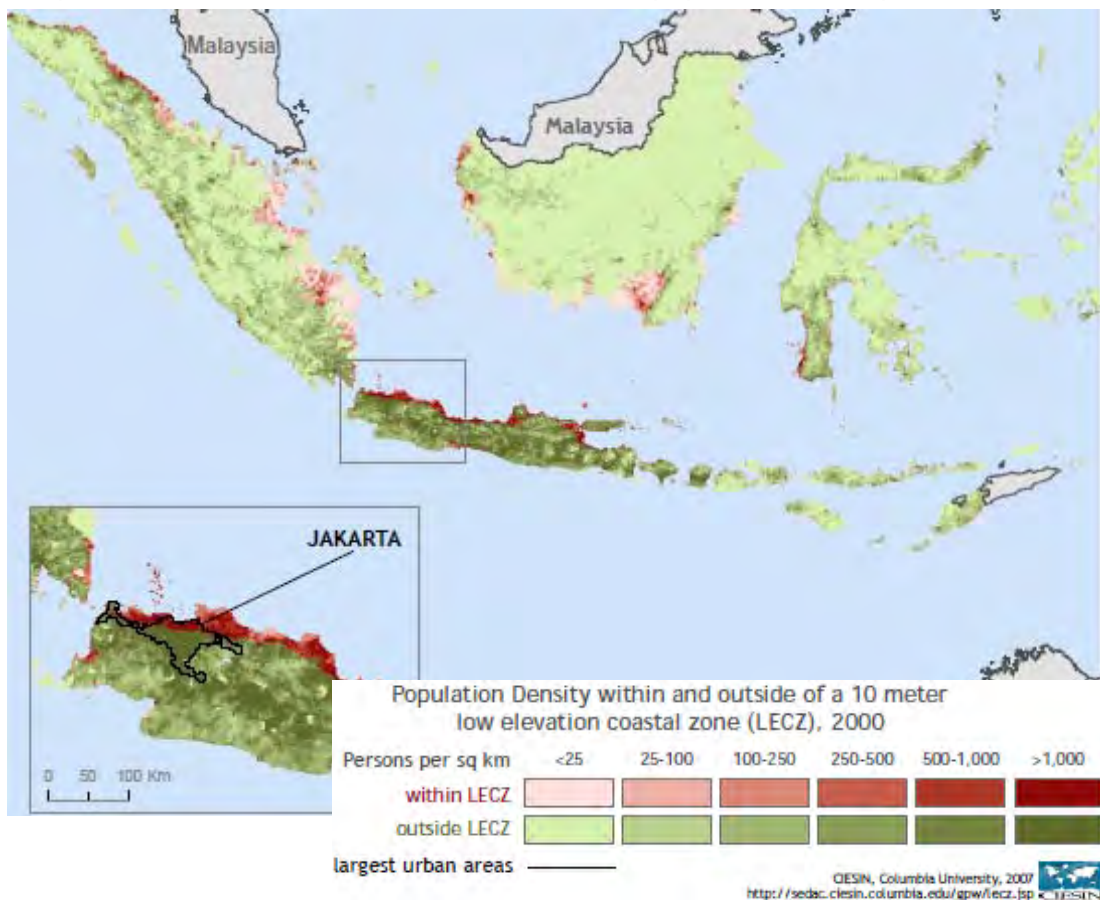 Malaysia
Malaysia
JAKARTA
0 50 100 Km
Population Density within and outside of a 10 meter
low elevation coastal zone (LECZ), 2000
Persons per sq km <25 25-100 100-250 250-500 500-1,000 >1,000
within LECZ
outside LECZ
largest urban areas
CIESIN, Columbia University, 2007
http://sedac.ciesin.columbia.edu/gpw/lecz.jsp
CIESIN